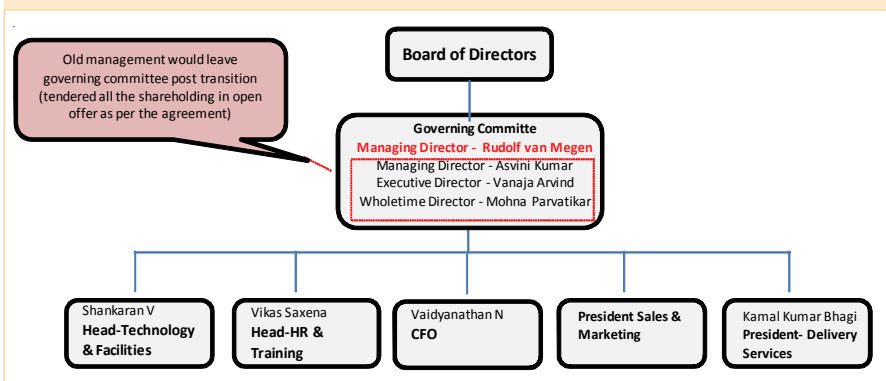 Old management would leave
governing committee post transition
(tendered all the shareholding in open
offer as per the agreement)
Board of Directors
Governing Committe
Managing Director - Rudolf van Megen
Managing Director - Asvini Kumar
Executive Director - Vanaja Arvind
Wholetime Director - Mohna Parvatikar
Shankaran V
Head-Technology
& Facilities
Vikas Saxena
Head-HR &
Training
Vaidyanathan N
CFO
President Sales &
Marketing
Kamal Kumar Bhagi
President- Delivery
Services